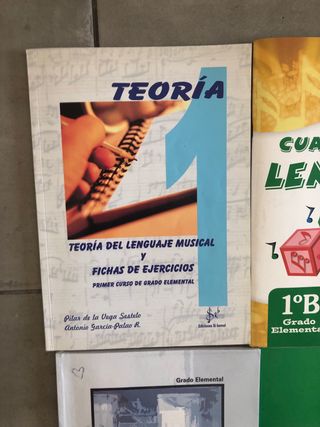 TEORÍA
1
TEORÍA DEL LENGUAJE MUSICAL
Y
FICHAS DE EJERCICIOS
PRIMER CURSO DE GRADO ELEMENTAL
Pilar de la Vega Sestelo
Antonio García-Palao R.
Ediciones Si bemol
CUA
LEN
1ºB
Grado
Elementa
Grado Elemental